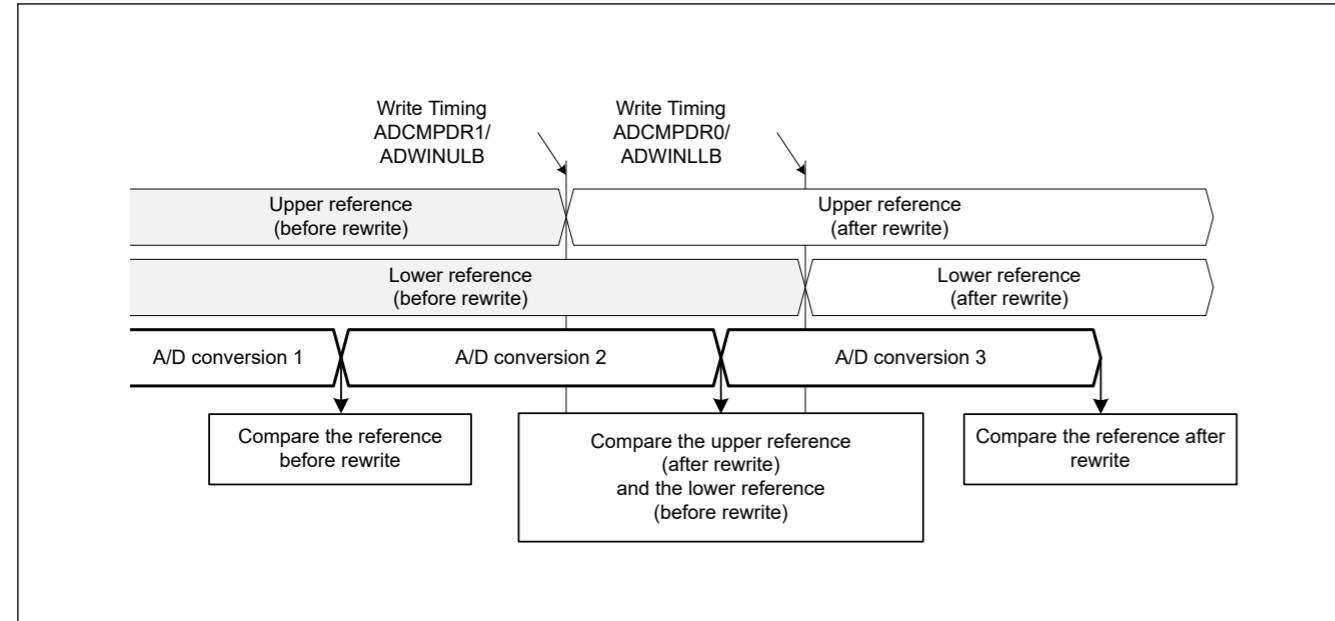 Write Timing
ADCMPDR1/
ADWINULB
Write Timing
ADCMPDR0/
ADWINLLB
Upper reference
(before rewrite)
Upper reference
(after rewrite)
Lower reference
(before rewrite)
Lower reference
(after rewrite)
A/D conversion 1
A/D conversion 2
A/D conversion 3
Compare the reference
before rewrite
Compare the upper reference
(after rewrite)
and the lower reference
(before rewrite)
Compare the reference after
rewrite